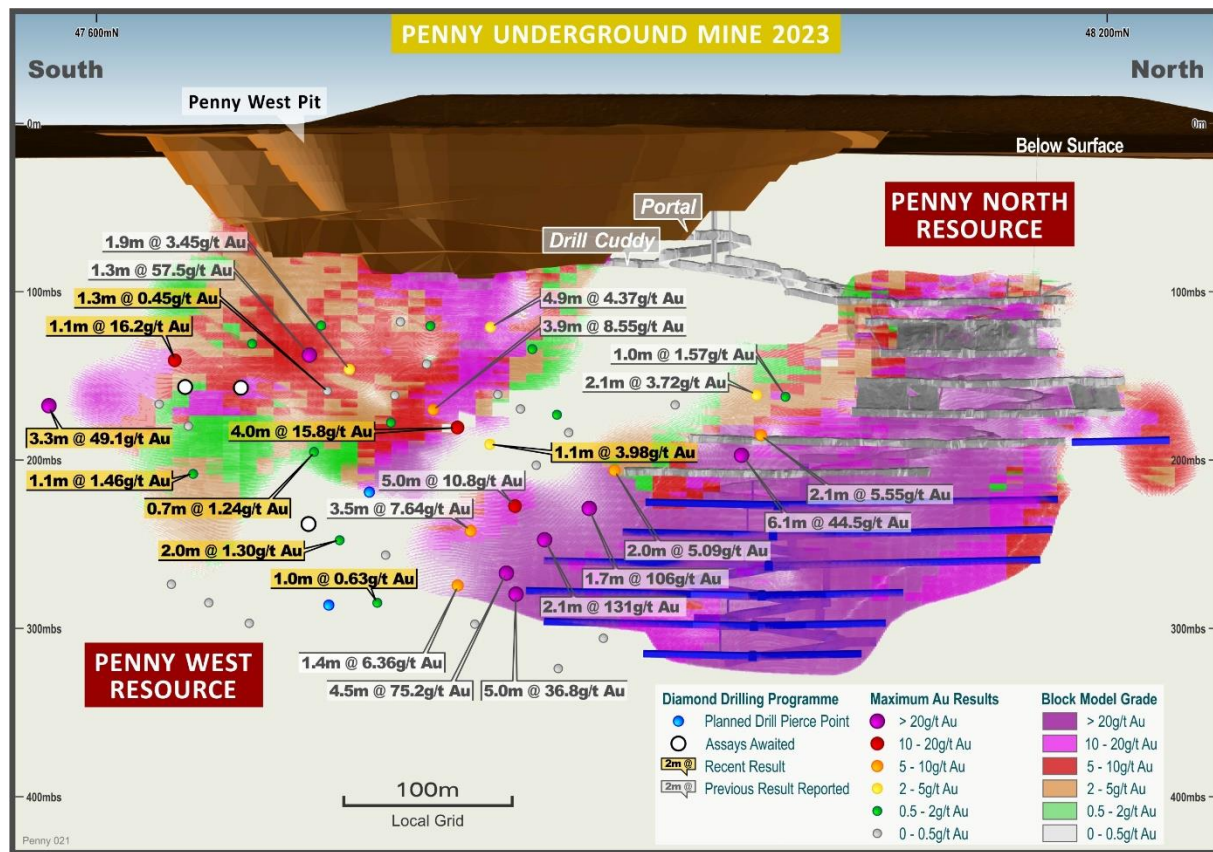 47 600mN
PENNY UNDERGROUND MINE 2023
48 200mN
South
North
Penny West Pit
0m
0m
Below Surface
PENNY NORTH
RESOURCE
Portal
Drill Cuddy
1.9m @ 3.45g/t Au
1.3m @ 57.5g/t Au
100mbs
100mbs
1.3m @ 0.45g/t Au
4.9m @ 4.37g/t Au
1.1m @ 16.2g/t Au
3.9m @ 8.55g/t Au
1.0m @ 1.57g/t Au
2.1m @ 3.72g/t Au
3.3m @ 49.1g/t Au
4.0m @ 15.8g/t Au
1.1m @ 3.98g/t Au
200mbs
200mbs
1.1m @ 1.46g/t Au
5.0m @ 10.8g/t Au
2.1m @ 5.55g/t Au
0.7m @ 1.24g/t Au
3.5m @ 7.64g/t Au
6.1m @ 44.5g/t Au
2.0m @ 1.30g/t Au
2.0m @ 5.09g/t Au
1.0m @ 0.63g/t Au
1.7m @ 106g/t Au
2.1m @ 131g/t Au
300mbs
300mbs
PENNY WEST
RESOURCE
1.4m @ 6.36g/t Au
4.5m @ 75.2g/t Au
5.0m @ 36.8g/t Au
Diamond Drilling Programme
Planned Drill Pierce Point
Assays Awaited
2m @ Recent Result
2m @ Previous Result Reported
Maximum Au Results
> 20g/t Au
10 - 20g/t Au
5 - 10g/t Au
2 - 5g/t Au
0.5 - 2g/t Au
0 - 0.5g/t Au
Block Model Grade
> 20g/t Au
10 - 20g/t Au
5 - 10g/t Au
2 - 5g/t Au
0.5 - 2g/t Au
0 - 0.5g/t Au
100m
Local Grid
400mbs
400mbs
Penny 021